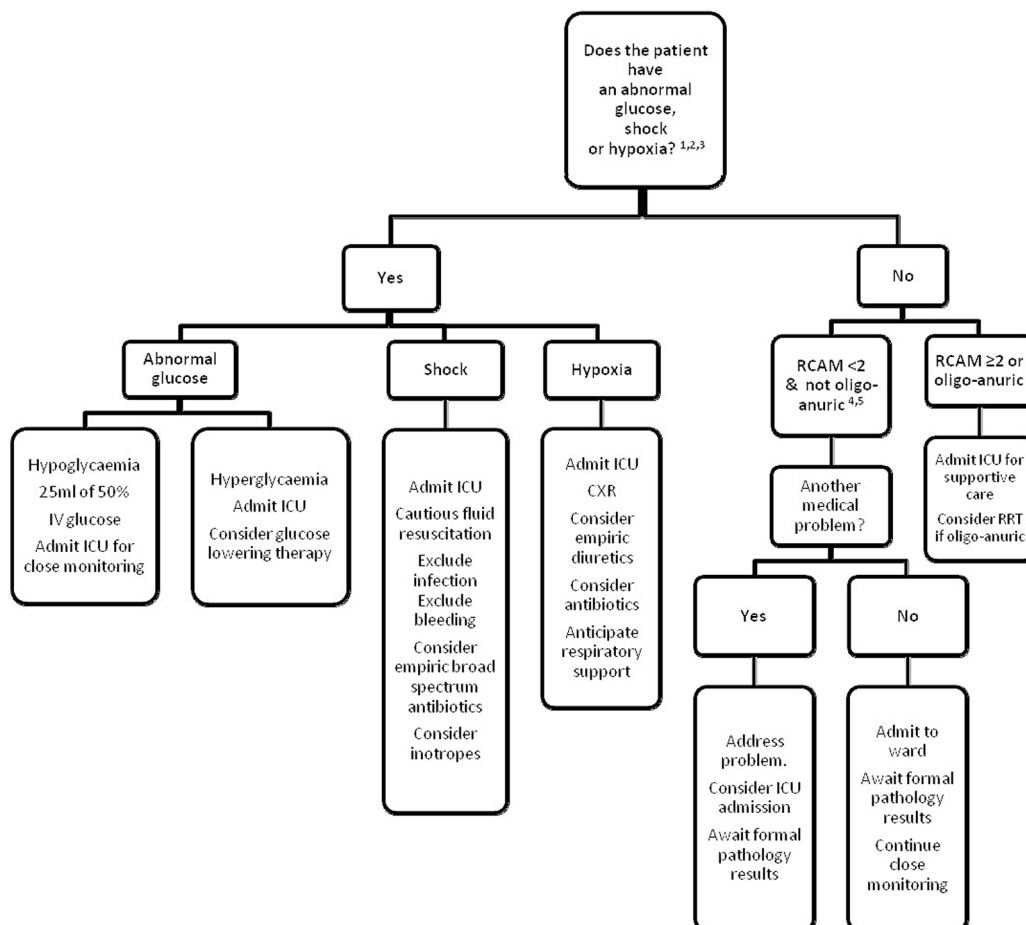 Does the patient
have
an abnormal
glucose,
shock
or hypoxia? 1,2,3
Yes
No
Abnormal
glucose
Shock
Hypoxia
RCAM <2
& not oligo-
anuric 4,5
RCAM ≥2 or
oligo-anuric
Hypoglycaemia
25ml of 50%
IV glucose
Admit ICU for
close monitoring
Hyperglycaemia
Admit ICU
Consider glucose
lowering therapy
Admit ICU
Cautious fluid
resuscitation
Exclude
infection
Exclude
bleeding
Consider
empiric broad
spectrum
antibiotics
Consider
inotropes
Admit ICU
CXR
Consider
empiric
diuretics
Consider
antibiotics
Anticipate
respiratory
support
Another
medical
problem?
Admit ICU for
supportive
care
Consider RRT
if oligo-anuric
Yes
No
Address
problem.
Consider ICU
admission
Await formal
pathology
results
Admit to
ward
Await formal
pathology
results
Continue
close
monitoring